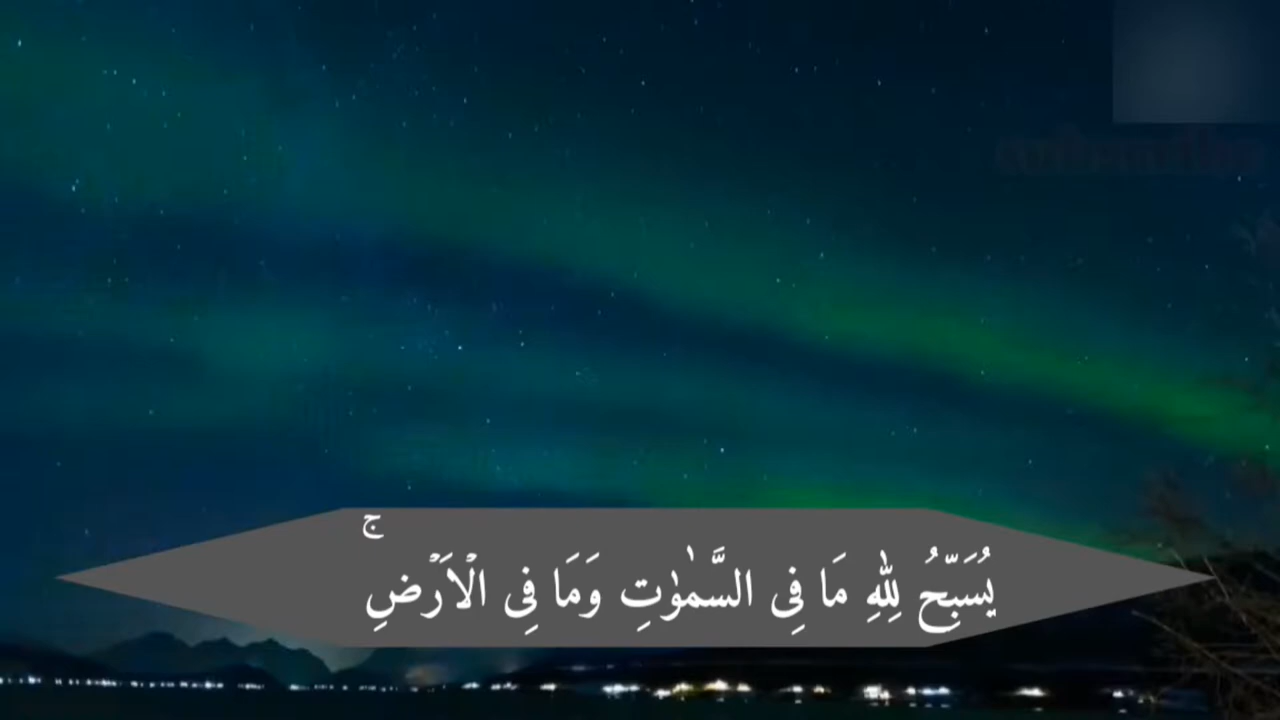 يُسَبِّحُ لِلّٰهِ مَا فِى السَّمٰوٰتِ وَمَا فِى الْاَرْضِ ۚ